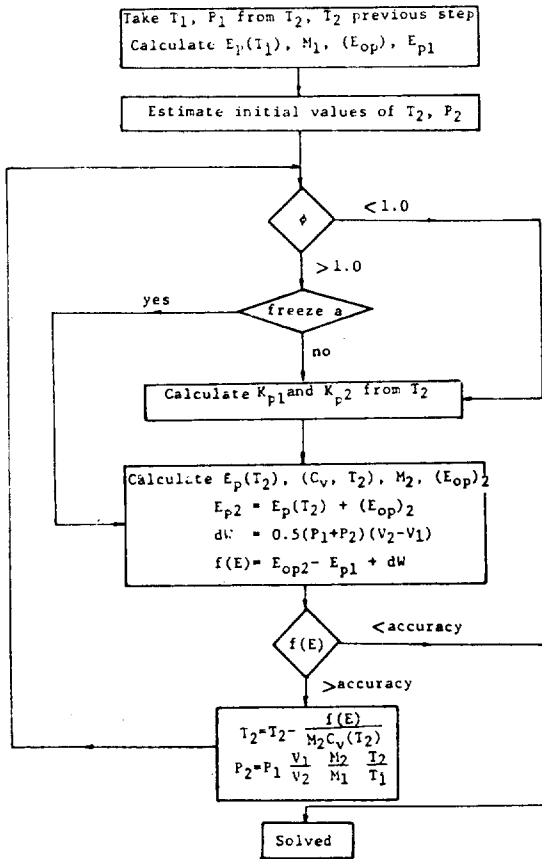 Take T₁, P₁ from T₂, T₂ previous step
Calculate Eₚ(T₁), M₁, (Eₒₚ), Eₚ₁
Estimate initial values of T₂, P₂
ϕ
<1.0
>1.0
yes
freeze a
no
Calculate Kₚ₁ and Kₚ₂ from T₂
Calculate Eₚ(T₂), (Cᵥ, T₂), M₂, (Eₒₚ)₂
Eₚ₂ = Eₚ(T₂) + (Eₒₚ)₂
dW = 0.5(P₁+P₂)(V₂-V₁)
f(E)= Eₒₚ₂- Eₚ₁ + dW
f(E)
<accuracy
>accuracy
T₂=T₂- f(E)/M₂Cᵥ(T₂)
P₂=P₁ V₁/V₂ M₂/M₁ T₂/T₁
Solved